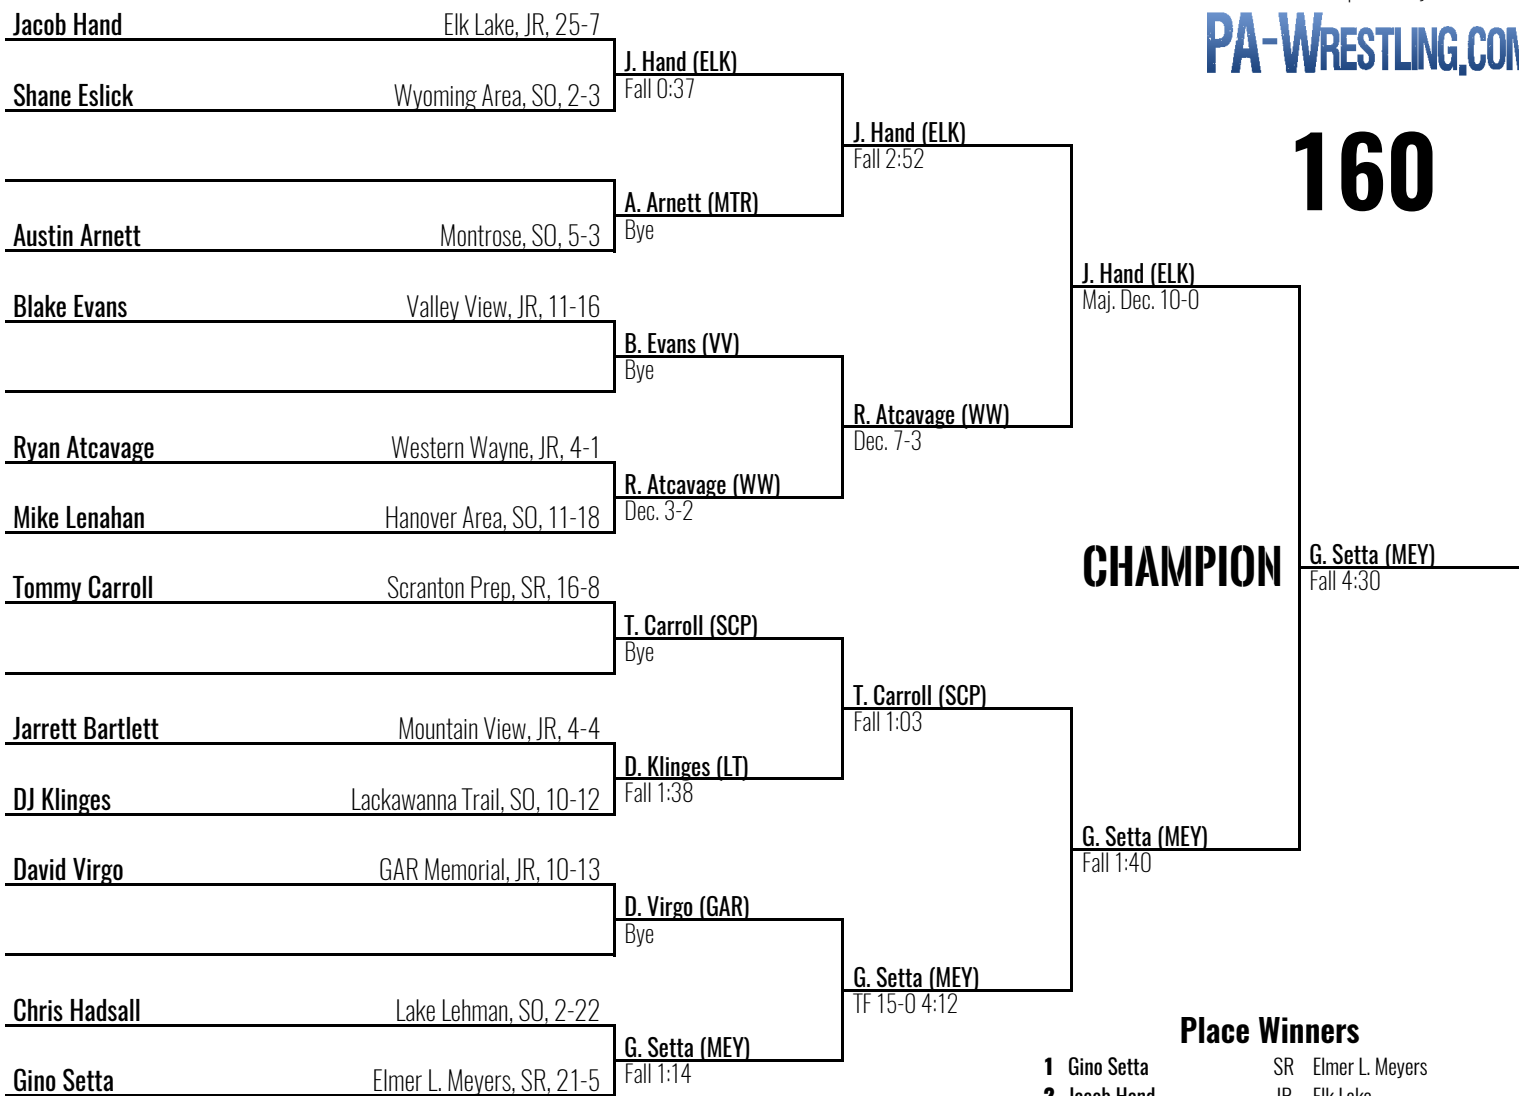 Jacob Hand Elk Lake, JR, 25-7
J. Hand (ELK)
Fall 0:37
Shane Eslick Wyoming Area, SO, 2-3
PA-WRESTLING.COM
160
J. Hand (ELK)
Fall 2:52
A. Arnett (MTR)
Bye
Austin Arnett Montrose, SO, 5-3
J. Hand (ELK)
Maj. Dec. 10-0
Blake Evans Valley View, JR, 11-16
B. Evans (VV)
Bye
R. Atcavage (WW)
Dec. 7-3
Ryan Atcavage Western Wayne, JR, 4-1
R. Atcavage (WW)
Dec. 3-2
Mike Lenahan Hanover Area, SO, 11-18
CHAMPION
G. Setta (MEY)
Fall 4:30
Tommy Carroll Scranton Prep, SR, 16-8
T. Carroll (SCP)
Bye
T. Carroll (SCP)
Fall 1:03
Jarrett Bartlett Mountain View, JR, 4-4
D. Klinges (LT)
Fall 1:38
DJ Klinges Lackawanna Trail, SO, 10-12
G. Setta (MEY)
Fall 1:40
David Virgo GAR Memorial, JR, 10-13
D. Virgo (GAR)
Bye
G. Setta (MEY)
TF 15-0 4:12
Chris Hadsall Lake Lehman, SO, 2-22
G. Setta (MEY)
Fall 1:14
Gino Setta Elmer L. Meyers, SR, 21-5
Place Winners
1 Gino Setta SR Elmer L. Meyers
2 Jacob Hand JR Elk Lake